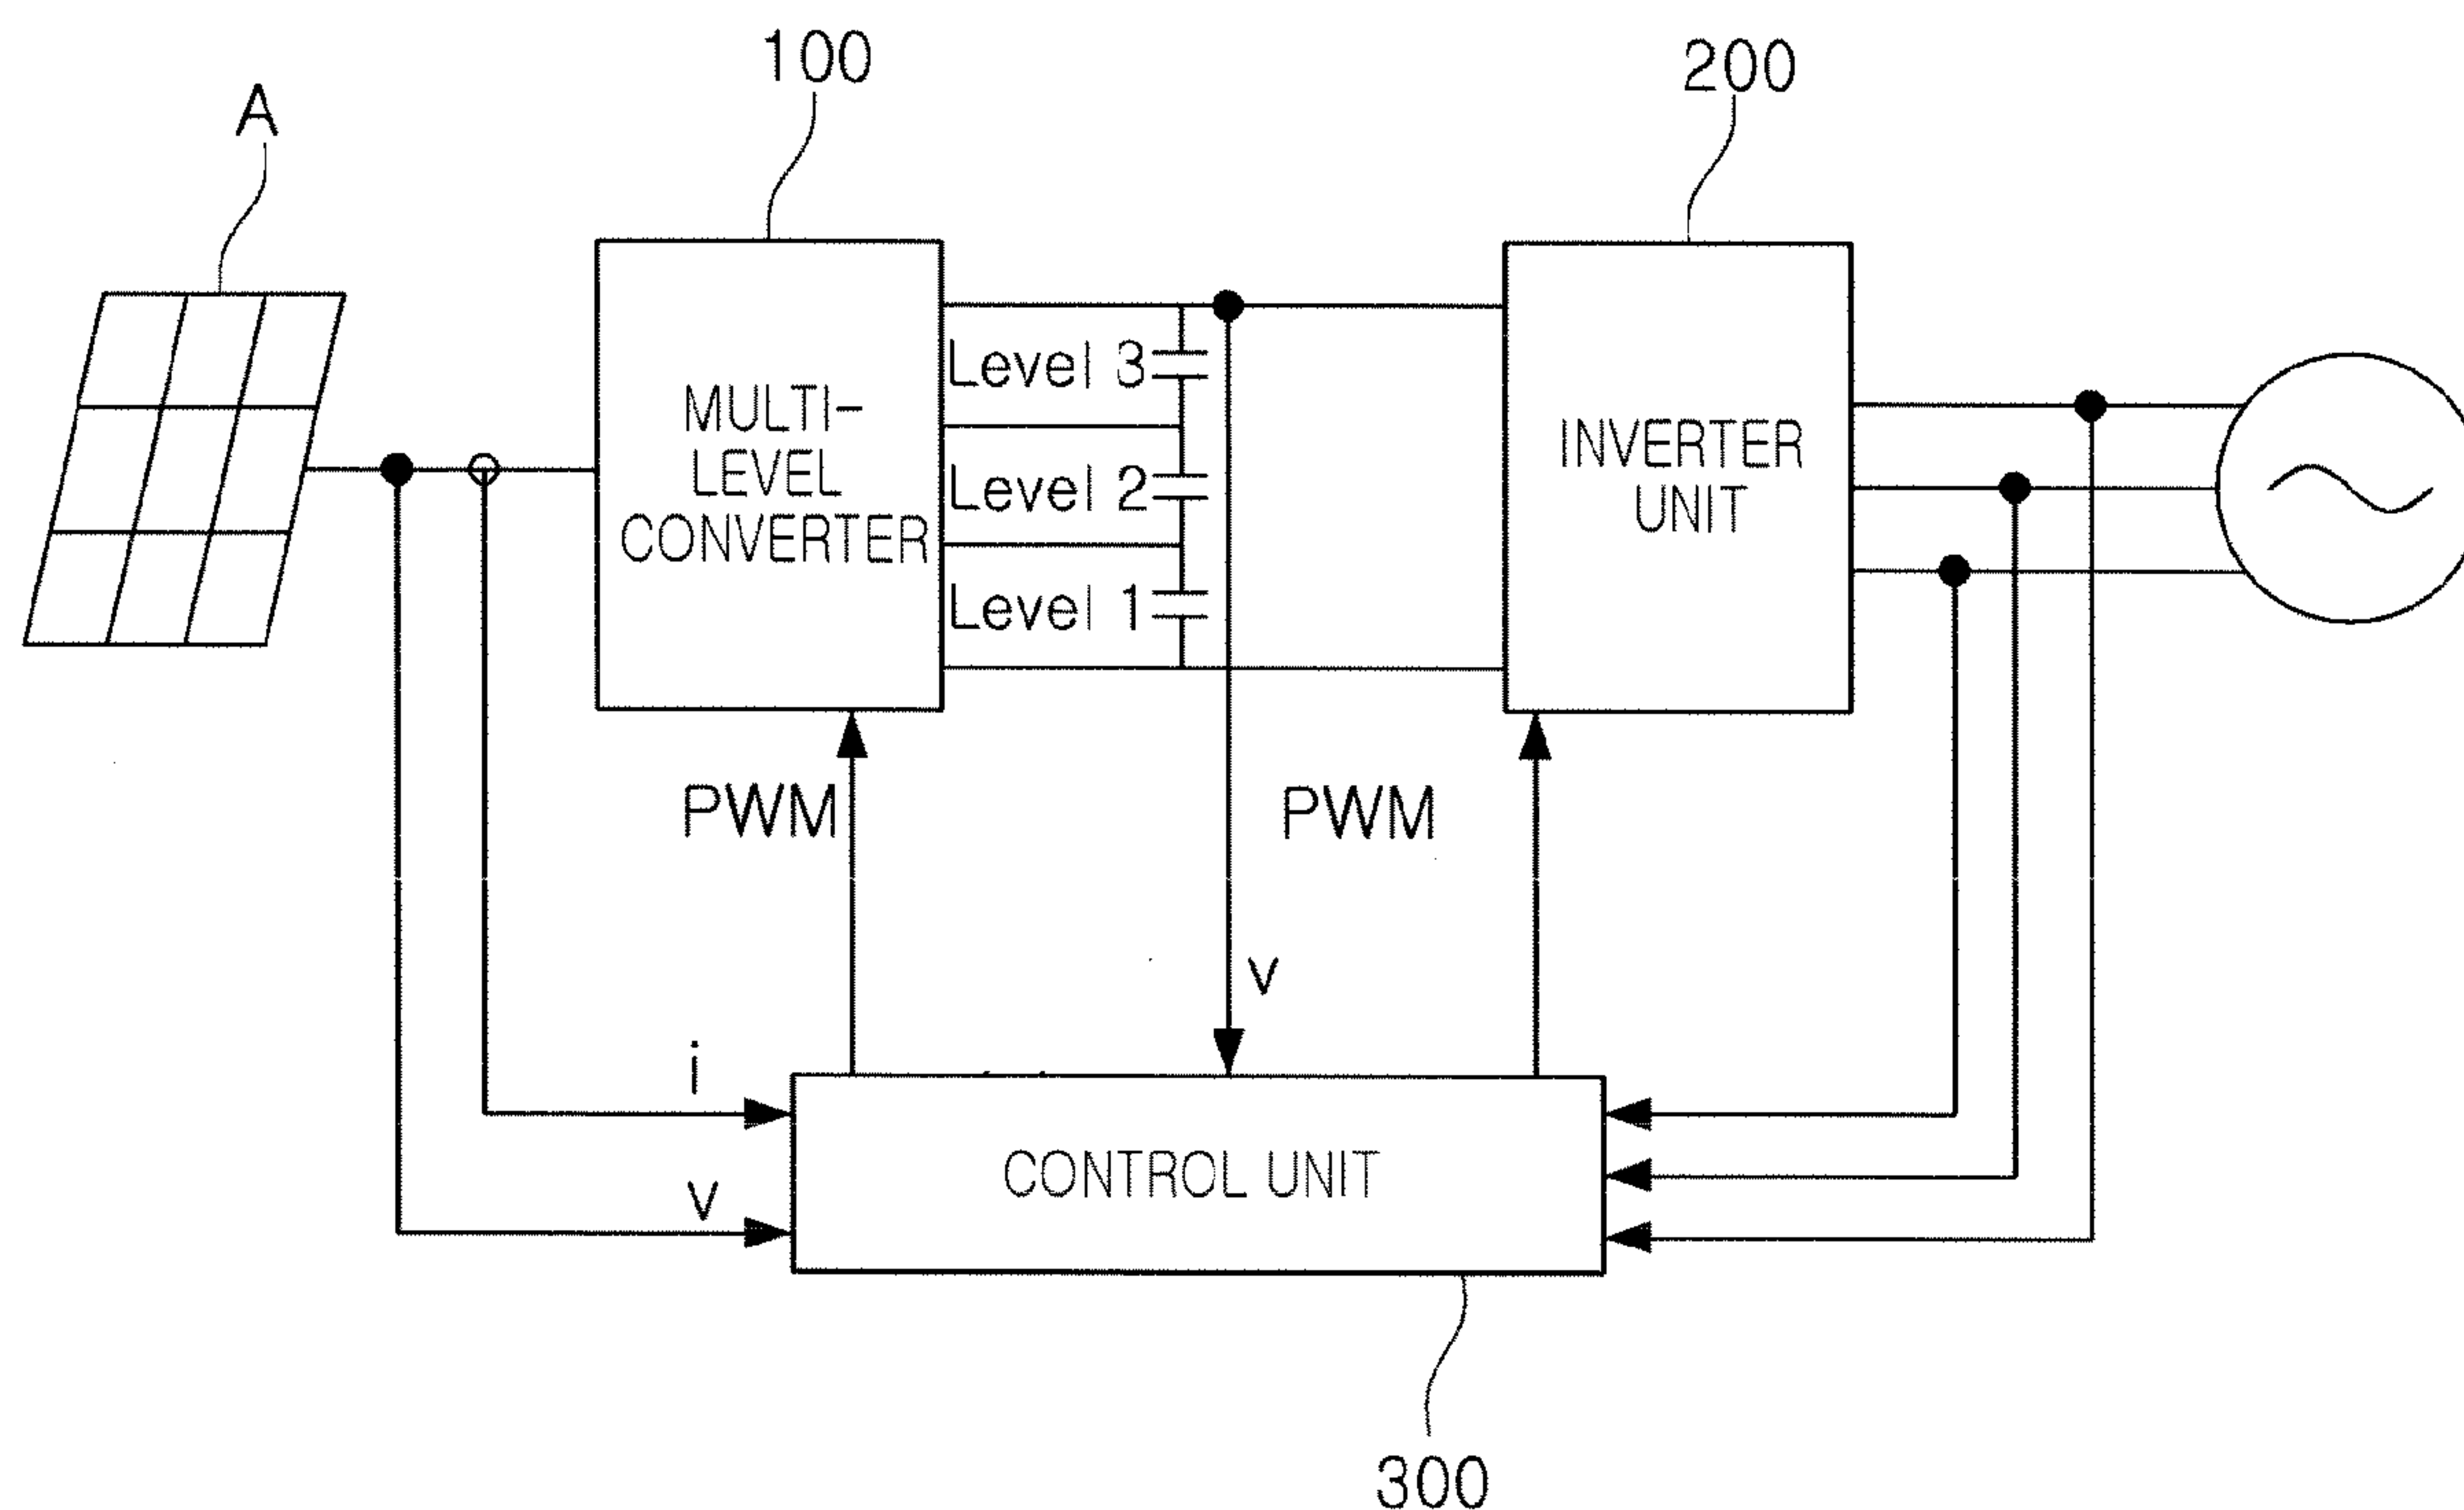 100
200
A
MULTI-
LEVEL
CONVERTER
Level 3
Level 2
Level 1
INVERTER
UNIT
PWM
PWM
v
i
v
CONTROL UNIT
300